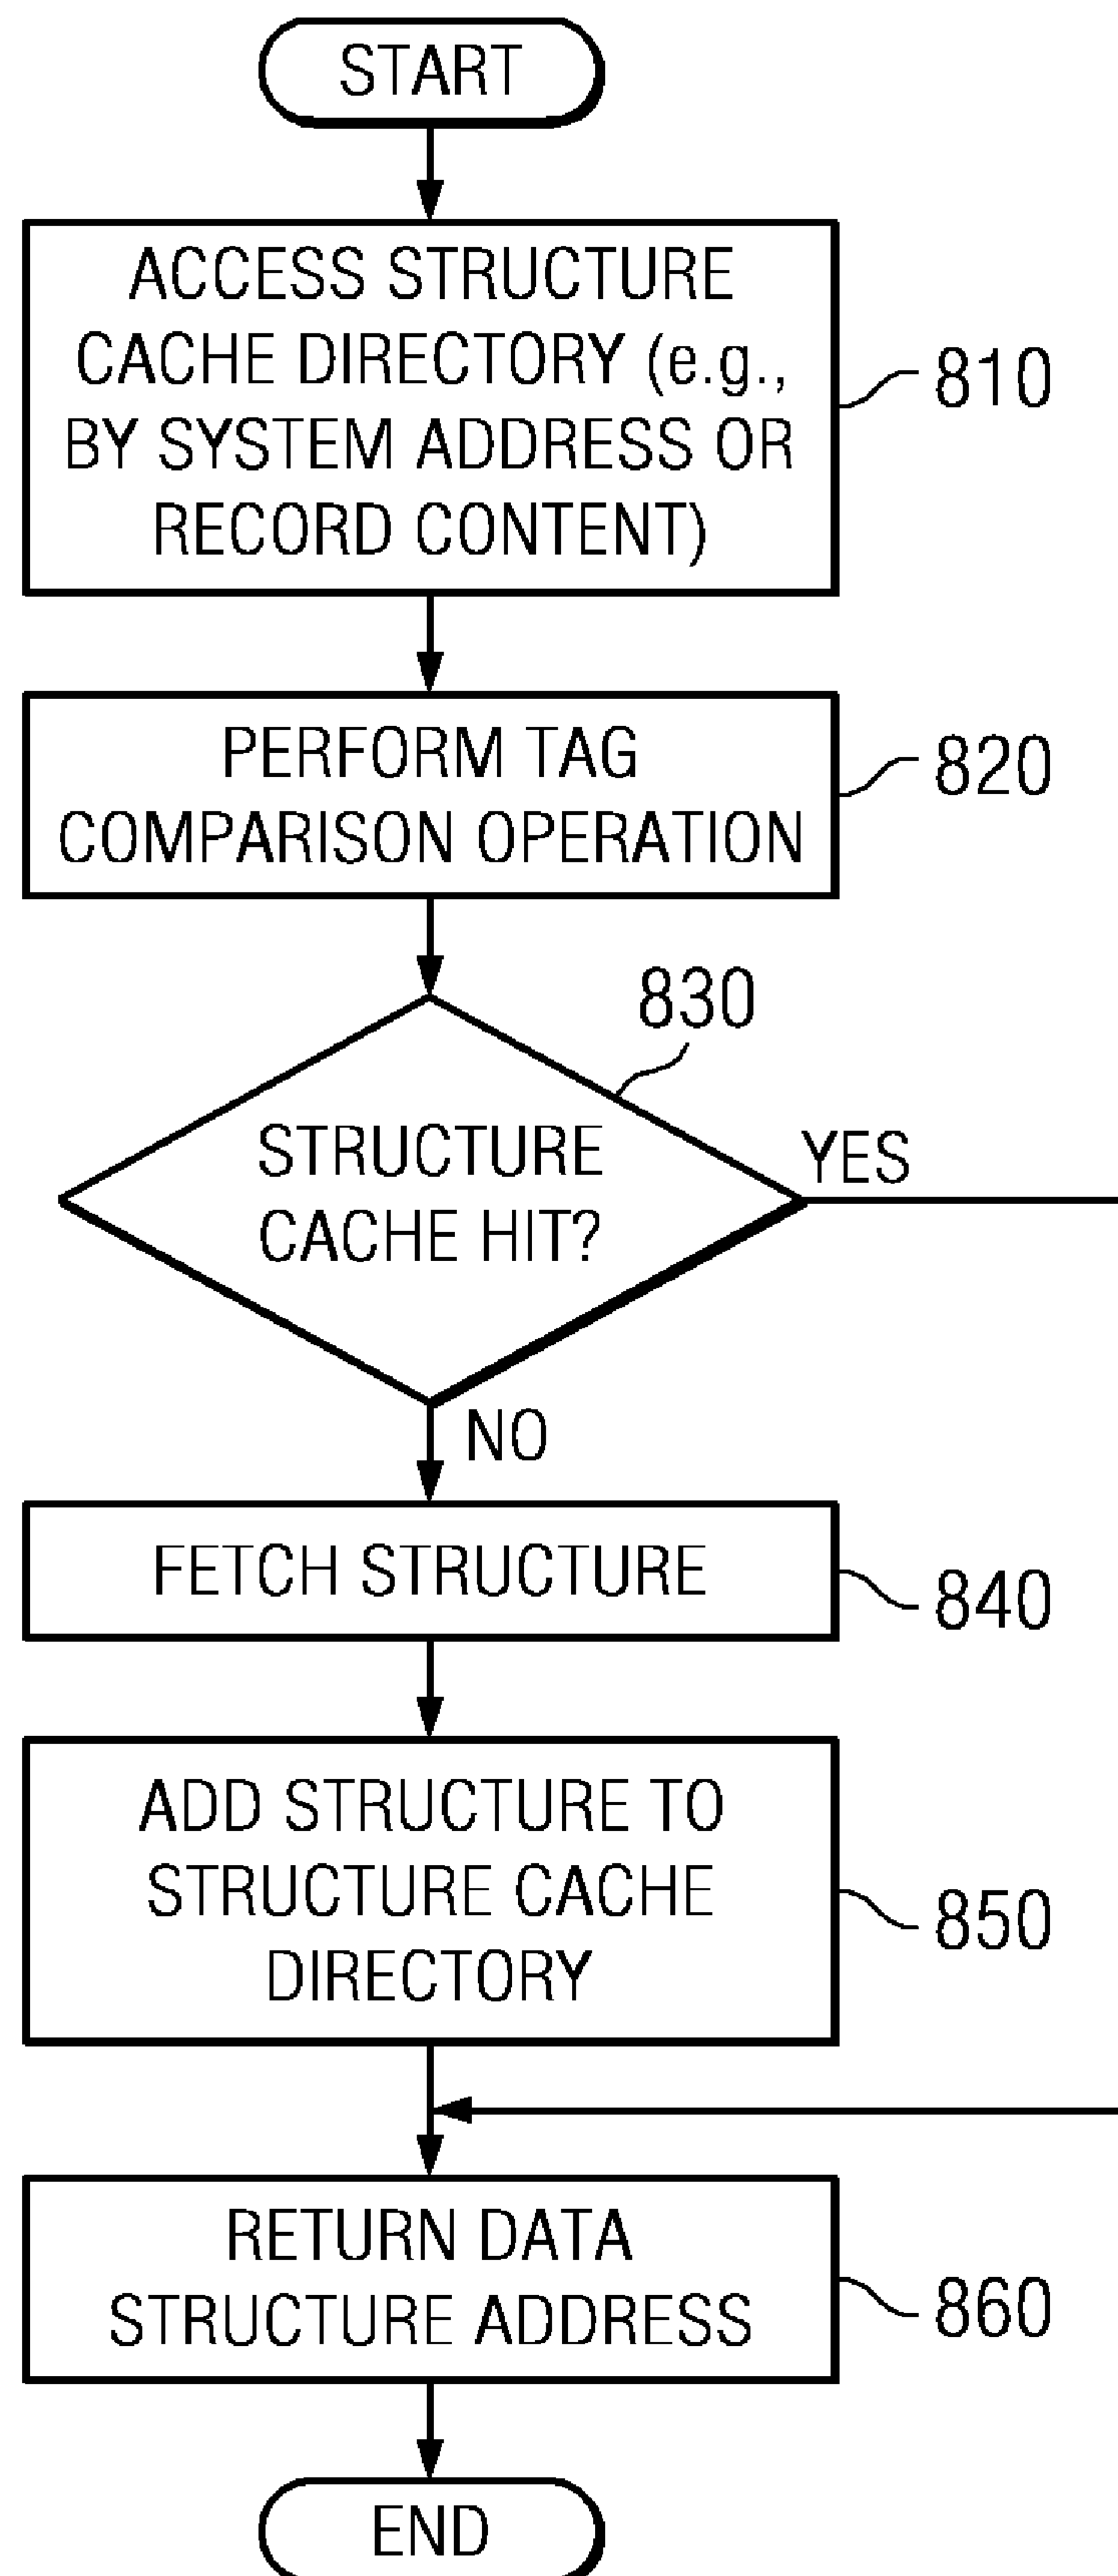 START
ACCESS STRUCTURE
CACHE DIRECTORY (e.g.,
BY SYSTEM ADDRESS OR
RECORD CONTENT)
810
PERFORM TAG
COMPARISON OPERATION
820
830
STRUCTURE
CACHE HIT?
YES
NO
FETCH STRUCTURE
840
ADD STRUCTURE TO
STRUCTURE CACHE
DIRECTORY
850
RETURN DATA
STRUCTURE ADDRESS
860
END